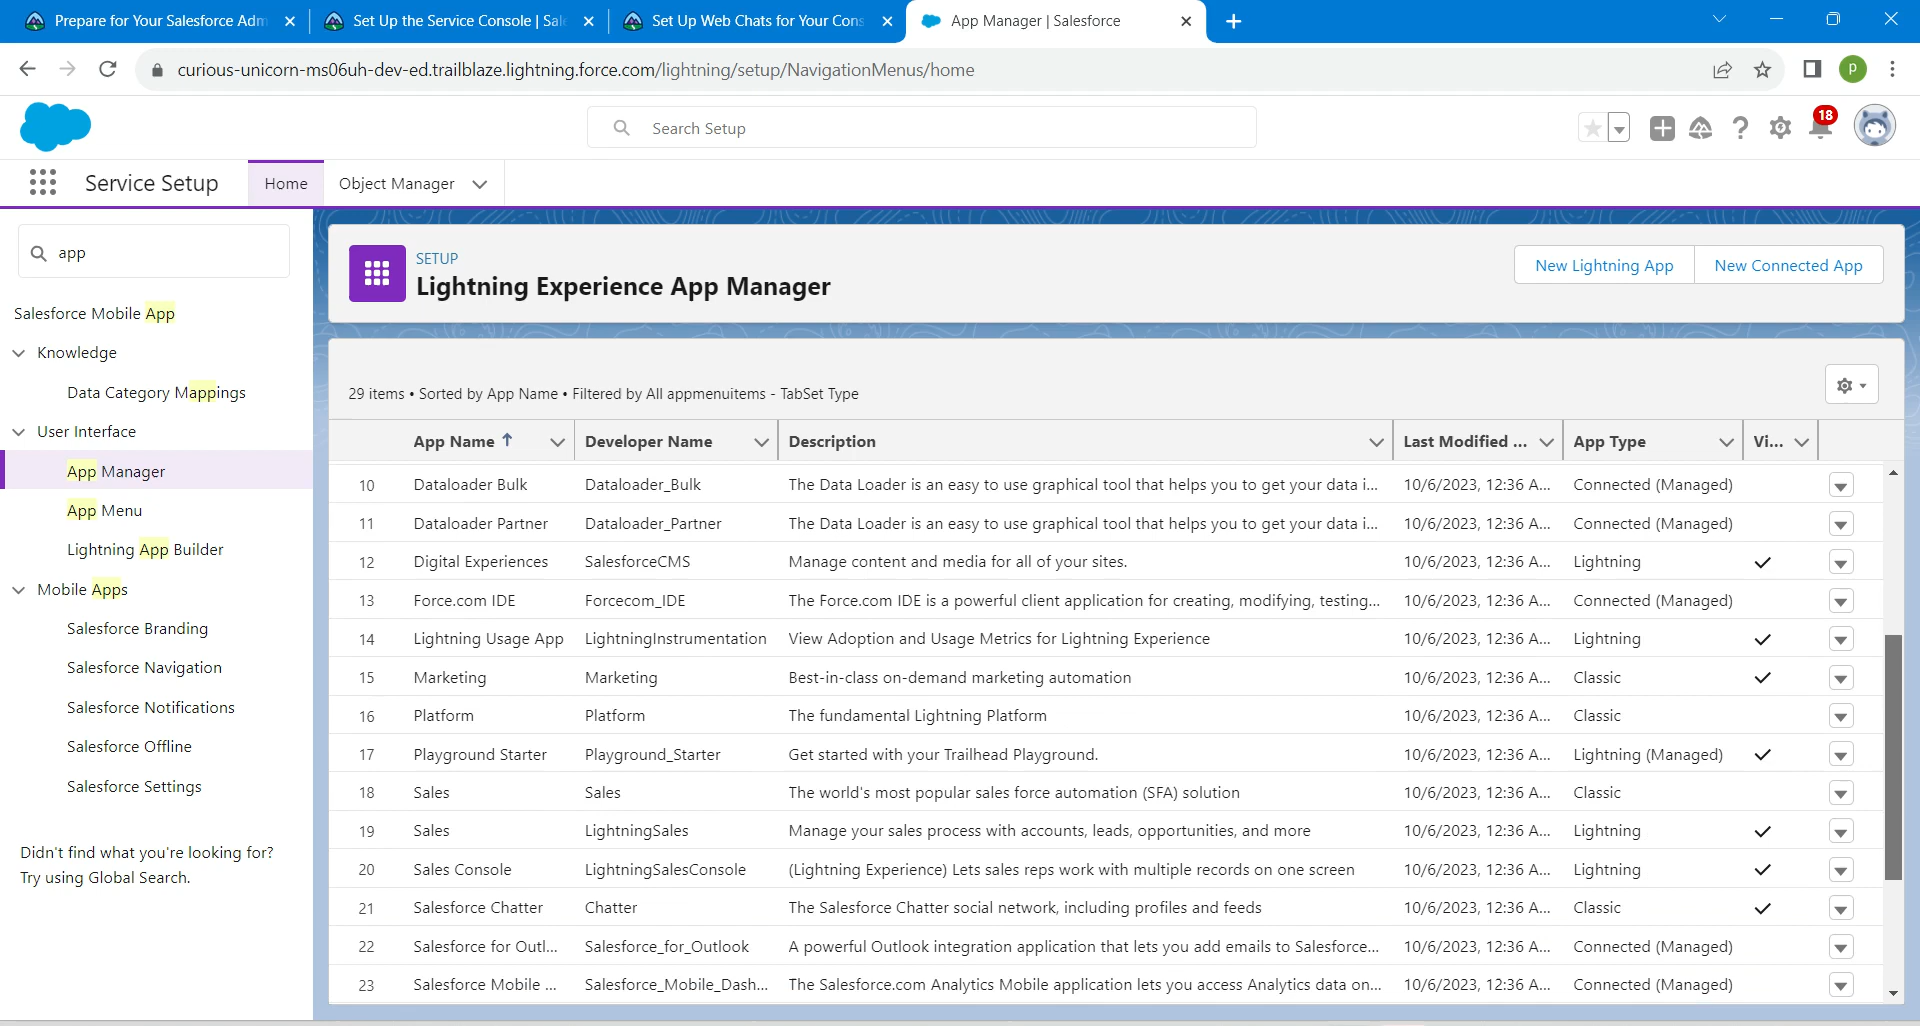 Prepare for Your Salesforce Adm
Set Up the Service Console | Sale
Set Up Web Chats for Your Cons
App Manager | Salesforce
curious-unicorn-ms06uh-dev-ed.trailblaze.lightning.force.com/lightning/setup/NavigationMenus/home
p
Search Setup
18
Service Setup
Home
Object Manager
app
Salesforce Mobile App
Knowledge
Data Category Mappings
User Interface
App Manager
App Menu
Lightning App Builder
Mobile Apps
Salesforce Branding
Salesforce Navigation
Salesforce Notifications
Salesforce Offline
Salesforce Settings
Didn't find what you're looking for?
Try using Global Search.
SETUP
Lightning Experience App Manager
New Lightning App
New Connected App
29 items • Sorted by App Name • Filtered by All appmenuitems - TabSet Type
App Name Developer Name Description Last Modified ... App Type Vi...
10 Dataloader Bulk Dataloader_Bulk The Data Loader is an easy to use graphical tool that helps you to get your data i... 10/6/2023, 12:36 A... Connected (Managed)
11 Dataloader Partner Dataloader_Partner The Data Loader is an easy to use graphical tool that helps you to get your data i... 10/6/2023, 12:36 A... Connected (Managed)
12 Digital Experiences SalesforceCMS Manage content and media for all of your sites. 10/6/2023, 12:36 A... Lightning
13 Force.com IDE Forcecom_IDE The Force.com IDE is a powerful client application for creating, modifying, testing... 10/6/2023, 12:36 A... Connected (Managed)
14 Lightning Usage App LightningInstrumentation View Adoption and Usage Metrics for Lightning Experience 10/6/2023, 12:36 A... Lightning
15 Marketing Marketing Best-in-class on-demand marketing automation 10/6/2023, 12:36 A... Classic
16 Platform Platform The fundamental Lightning Platform 10/6/2023, 12:36 A... Classic
17 Playground Starter Playground_Starter Get started with your Trailhead Playground. 10/6/2023, 12:36 A... Lightning (Managed)
18 Sales Sales The world's most popular sales force automation (SFA) solution 10/6/2023, 12:36 A... Classic
19 Sales LightningSales Manage your sales process with accounts, leads, opportunities, and more 10/6/2023, 12:36 A... Lightning
20 Sales Console LightningSalesConsole (Lightning Experience) Lets sales reps work with multiple records on one screen 10/6/2023, 12:36 A... Lightning
21 Salesforce Chatter Chatter The Salesforce Chatter social network, including profiles and feeds 10/6/2023, 12:36 A... Classic
22 Salesforce for Outl... Salesforce_for_Outlook A powerful Outlook integration application that lets you add emails to Salesforce... 10/6/2023, 12:36 A... Connected (Managed)
23 Salesforce Mobile ... Salesforce_Mobile_Dash... The Salesforce.com Analytics Mobile application lets you access Analytics data on... 10/6/2023, 12:36 A... Connected (Managed)